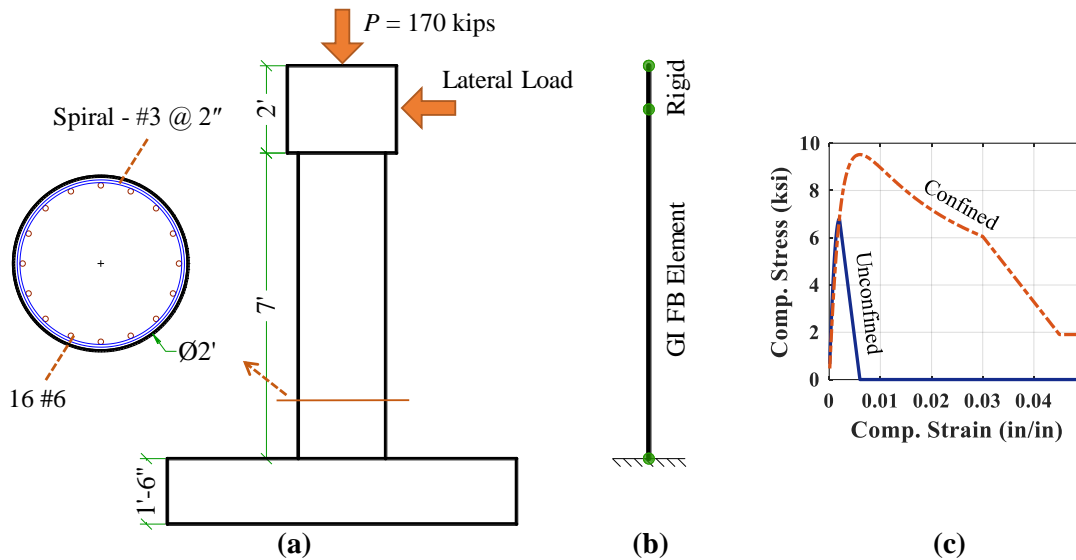 P = 170 kips
Lateral Load
2'
Spiral - #3 @ 2″
7'
Ø2'
16 #6
1'-6"
(a)
Rigid
GI FB Element
(b)
10
8
6
4
2
0
Comp. Stress (ksi)
Confined
Unconfined
0 0.01 0.02 0.03 0.04
Comp. Strain (in/in)
(c)